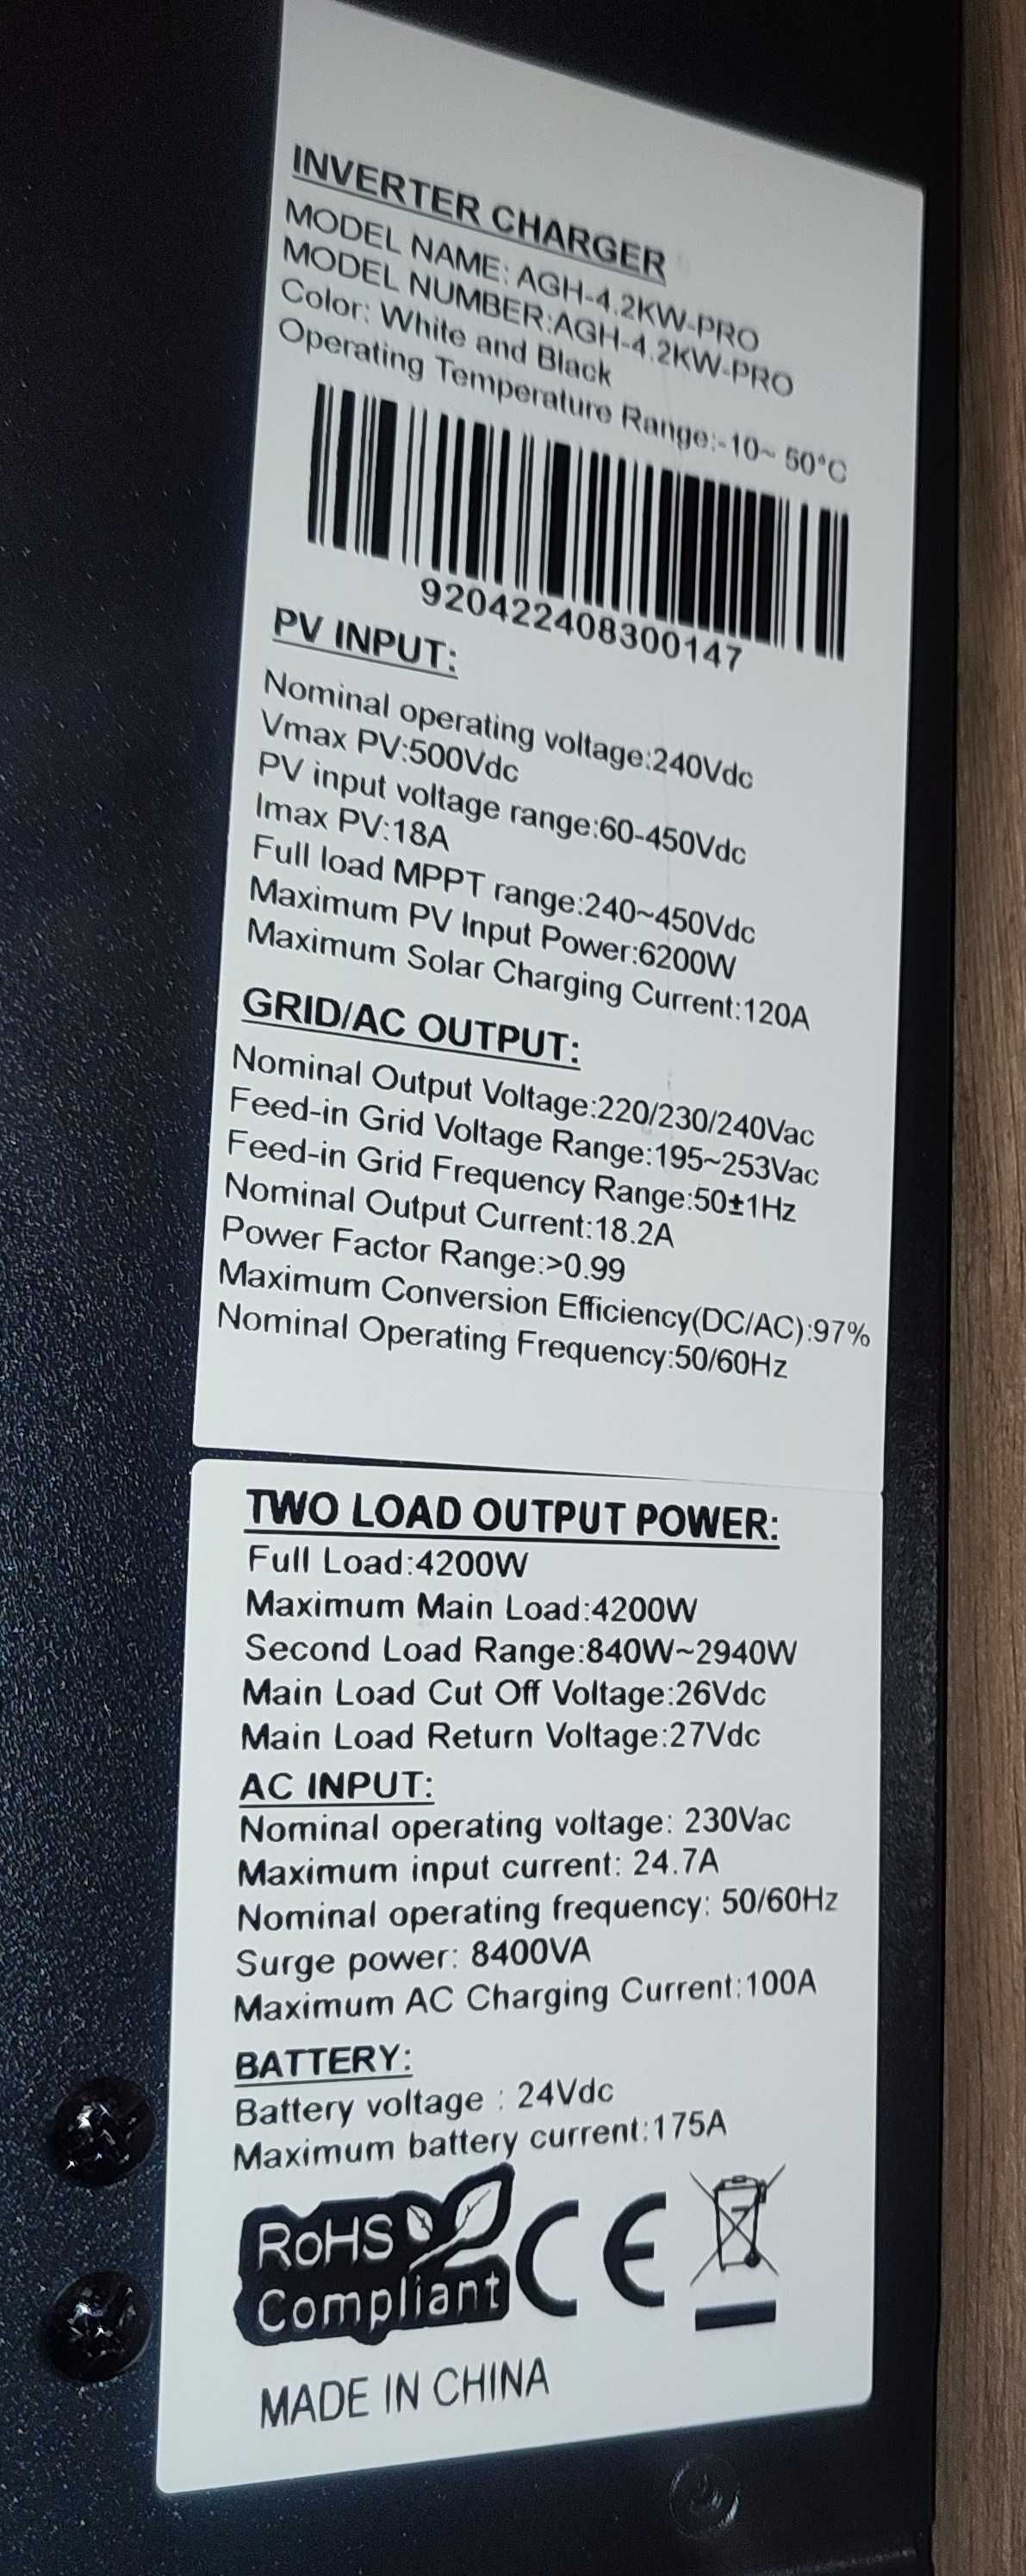 INVERTER CHARGER
MODEL NAME: AGH-4.2KW-PRO
MODEL NUMBER:AGH-4.2KW-PRO
Color: White and Black
Operating Temperature Range:-10~ 50°C
920422408300147
PV INPUT:
Nominal operating voltage:240Vdc
Vmax PV:500Vdc
PV input voltage range:60-450Vdc
Imax PV:18A
Full load MPPT range:240~450Vdc
Maximum PV Input Power:6200W
Maximum Solar Charging Current:120A
GRID/AC OUTPUT:
Nominal Output Voltage:220/230/240Vac
Feed-in Grid Voltage Range:195~253Vac
Feed-in Grid Frequency Range:50±1Hz
Nominal Output Current:18.2A
Power Factor Range:>0.99
Maximum Conversion Efficiency(DC/AC):97%
Nominal Operating Frequency:50/60Hz
TWO LOAD OUTPUT POWER:
Full Load:4200W
Maximum Main Load:4200W
Second Load Range:840W~2940W
Main Load Cut Off Voltage:26Vdc
Main Load Return Voltage:27Vdc
AC INPUT:
Nominal operating voltage: 230Vac
Maximum input current: 24.7A
Nominal operating frequency: 50/60Hz
Surge power: 8400VA
Maximum AC Charging Current:100A
BATTERY:
Battery voltage : 24Vdc
Maximum battery current:175A
RoHS CE
Compliant
MADE IN CHINA